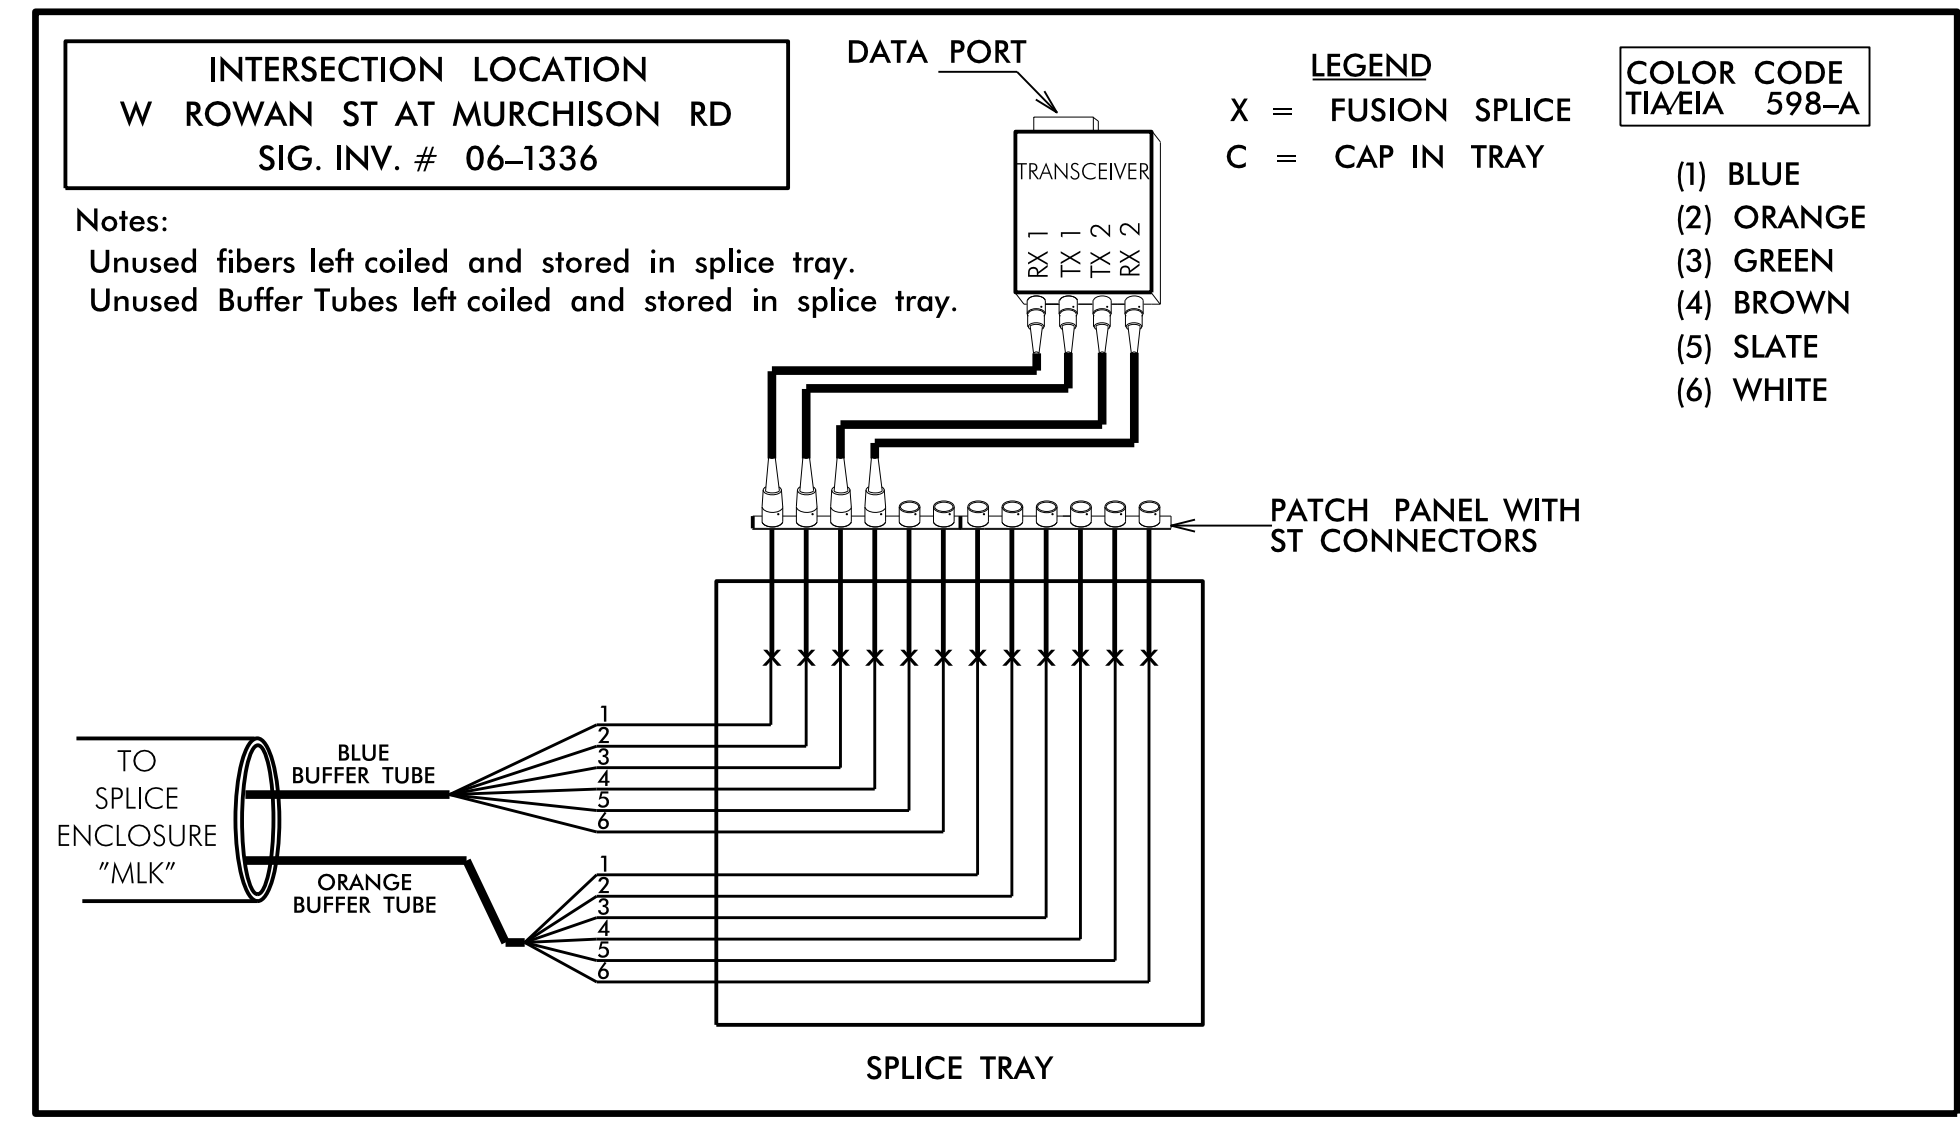 INTERSECTION LOCATION
W ROWAN ST AT MURCHISON RD
SIG. INV. # 06–1336
Notes:
Unused fibers left coiled and stored in splice tray.
Unused Buffer Tubes left coiled and stored in splice tray.
DATA PORT
TRANSCEIVER
RX 1
TX 1
TX 2
RX 2
LEGEND
X = FUSION SPLICE
C = CAP IN TRAY
COLOR CODE
TIA/EIA 598–A
(1) BLUE
(2) ORANGE
(3) GREEN
(4) BROWN
(5) SLATE
(6) WHITE
PATCH PANEL WITH
ST CONNECTORS
X X X X X X X X X X X X
TO
SPLICE
ENCLOSURE
"MLK"
BLUE
BUFFER TUBE
1
2
3
4
5
6
ORANGE
BUFFER TUBE
1
2
3
4
5
6
SPLICE TRAY